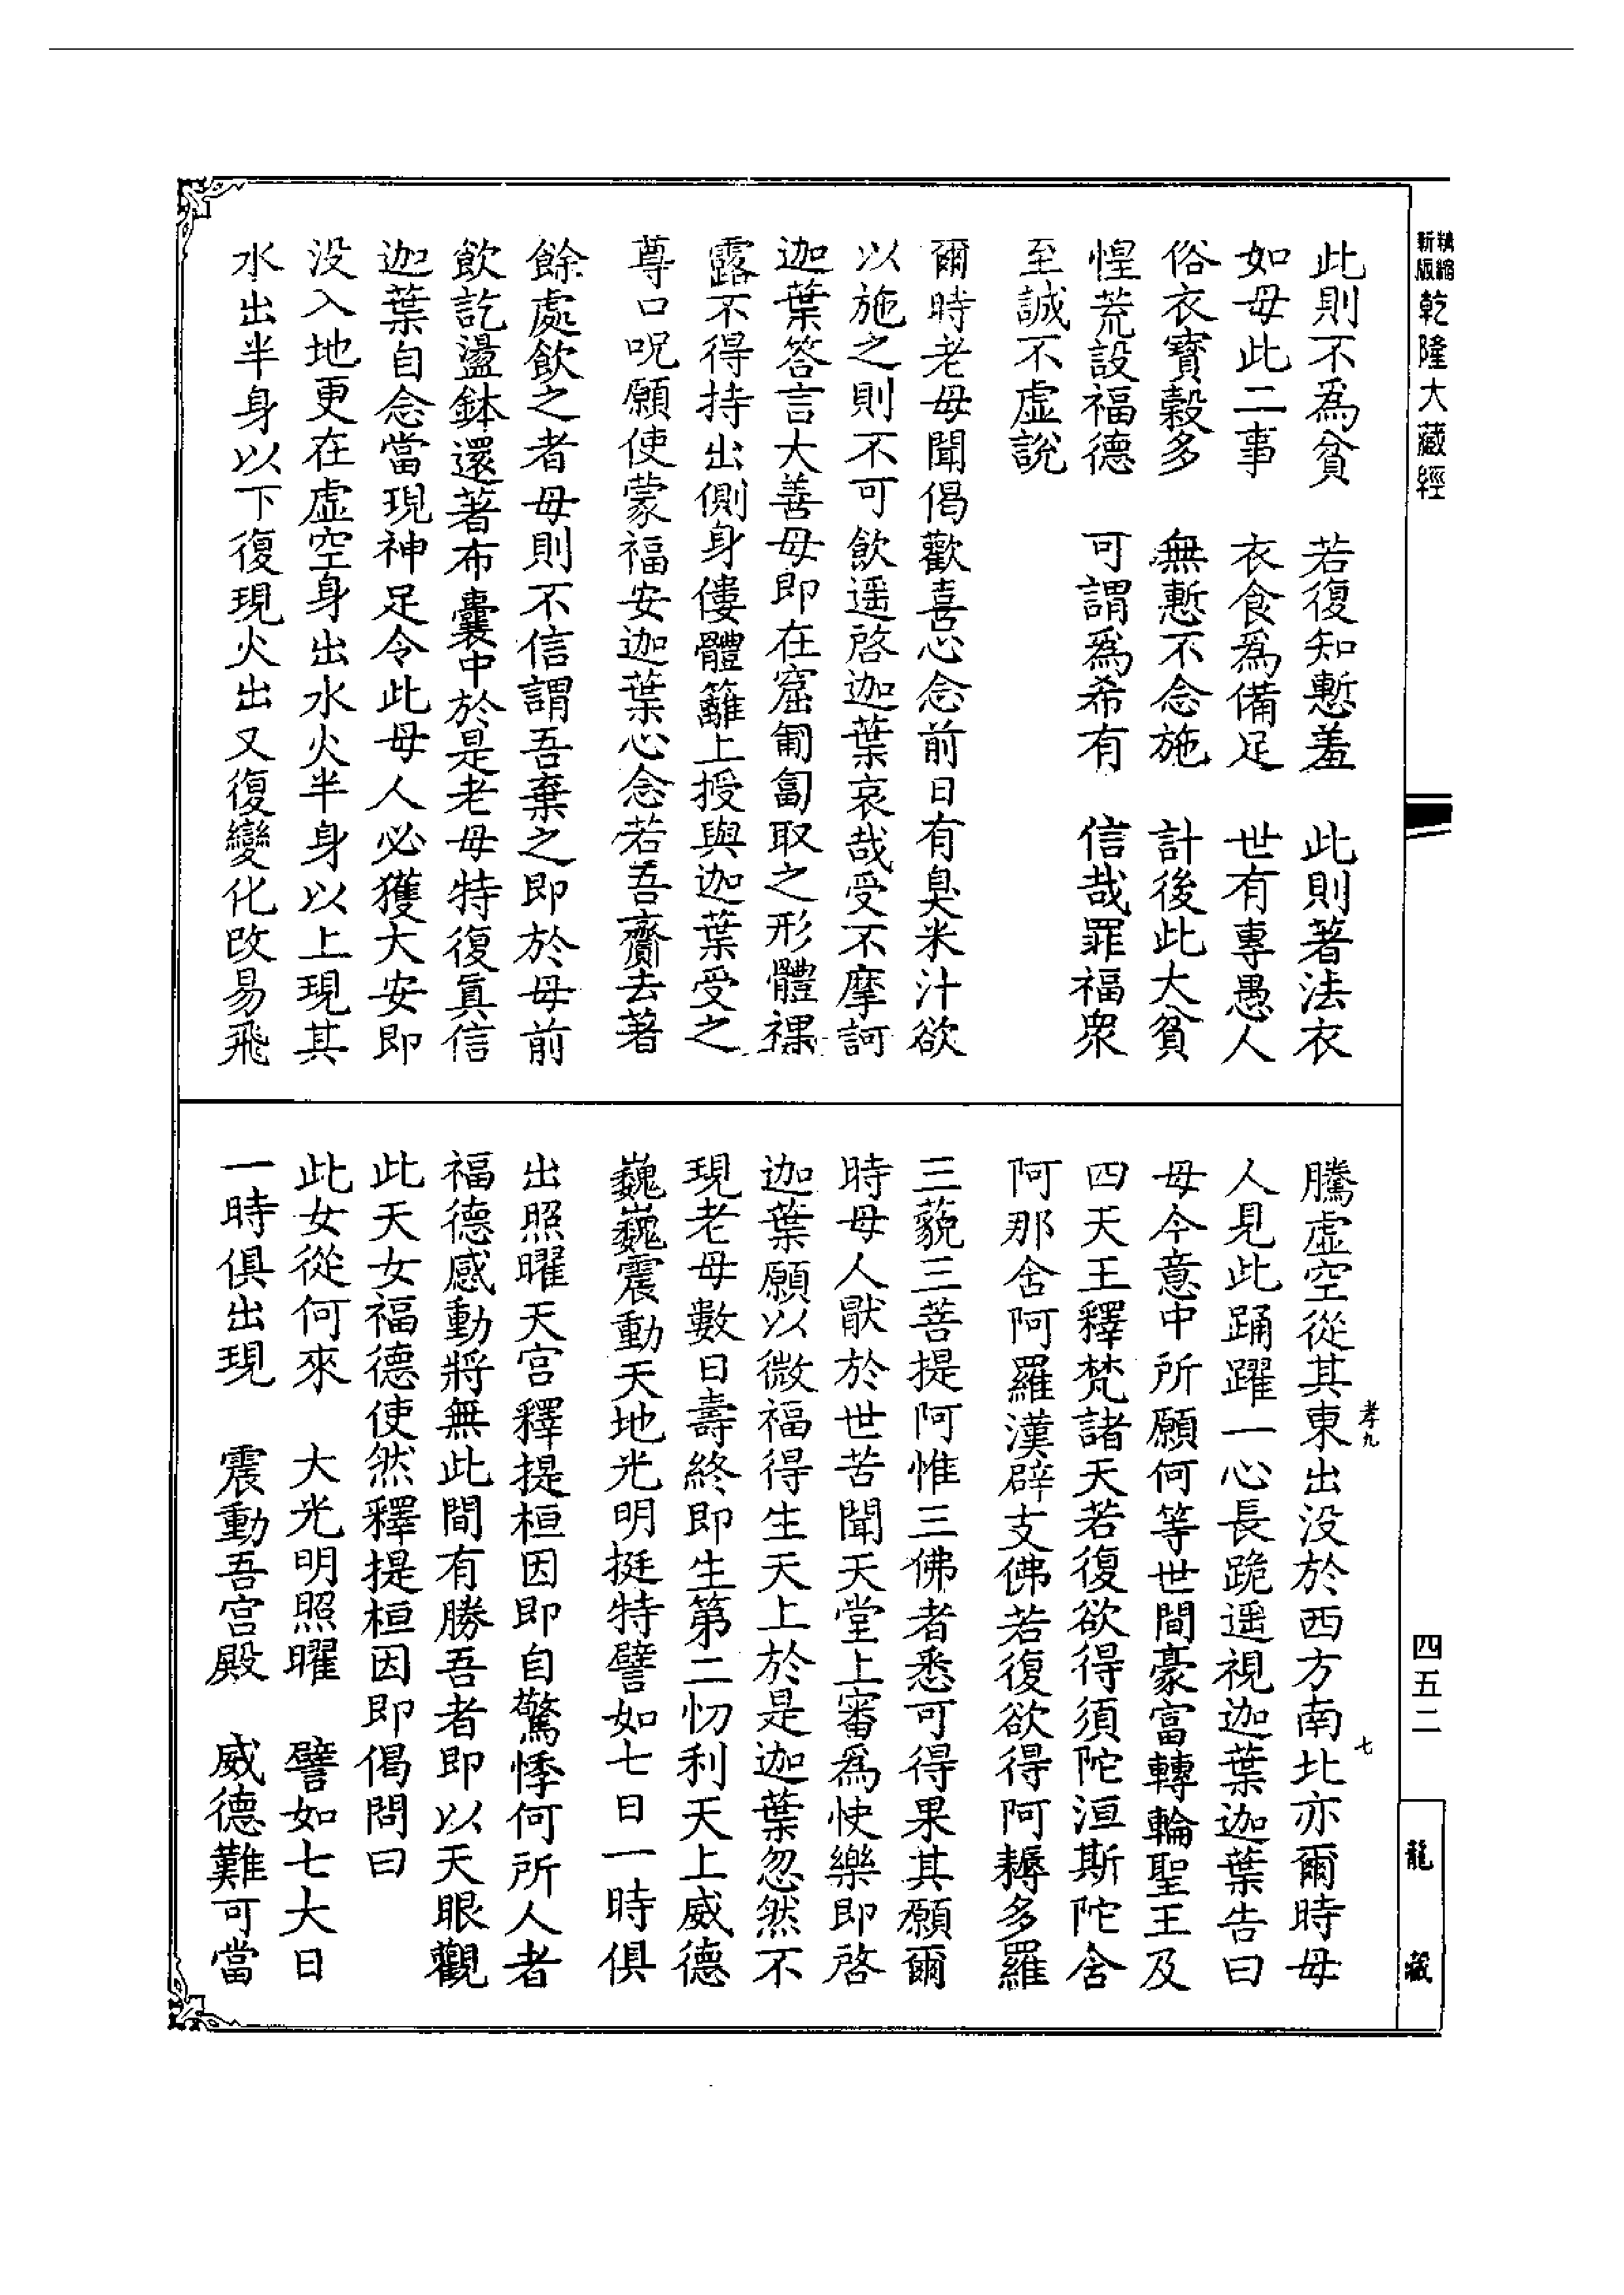 精縮
新版
乾隆大藏經
此則不爲貧　若復知慙羞　此則著法衣
如母此二事　衣食爲備足　世有專愚人
俗衣寶縠多　無慙不念施　計後此大貧
惶荒設福德　可謂爲希有　信哉罪福衆
至誠不虛說
爾時老母聞偈歡喜心念前日有臭米汁欲
以施之則不可飲遥啓迦葉哀哉受不摩訶
迦葉答言大善母即在窟匍匐取之形體裸
露不得持出側身僂體籬上授與迦葉受之
尊口呪願使蒙福安迦葉心念若吾齎去著
餘處飲之者母則不信謂吾棄之即於母前
飲訖盪鉢還著布囊中於是老母特復眞信
迦葉自念當現神足令此母人必獲大安即
没入地更在虛空身出水火半身以上現其
水出半身以下復現火出又復變化改易飛
騰虛空從其東出没於西方南北亦爾時母
人見此踊躍一心長跪遥視迦葉迦葉告曰
母今意中所願何等世間豪富轉輪聖王及
四天王釋梵諸天若復欲得須陀洹斯陀含
阿那含阿羅漢辟支佛若復欲得阿耨多羅
三藐三菩提阿惟三佛者悉可得果其願爾
時母人厭於世苦聞天堂上審爲快樂即啓
迦葉願以微福得生天上於是迦葉忽然不
現老母數日壽終即生第二忉利天上威德
巍巍震動天地光明挺特譬如七日一時俱
出照曜天宫釋提桓因即自驚悸何所人者
福德感動將無此間有勝吾者即以天眼觀
此天女福德使然釋提桓因即偈問曰
此女從何來　大光明照曜　譬如七大日
一時俱出現　震動吾宫殿　威德難可當
孝九
七
四五二
龍藏